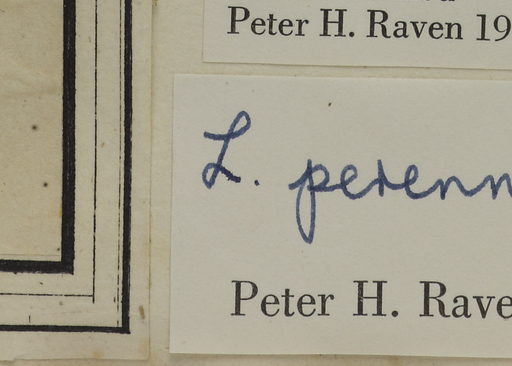 Peter H. Raven 19
L. perenn
Peter H. Rave